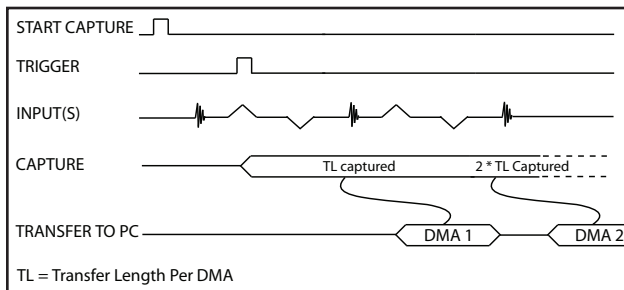 START CAPTURE
TRIGGER
INPUT(S)
CAPTURE
TL captured
2 * TL Captured
TRANSFER TO PC
DMA 1
DMA 2
TL = Transfer Length Per DMA